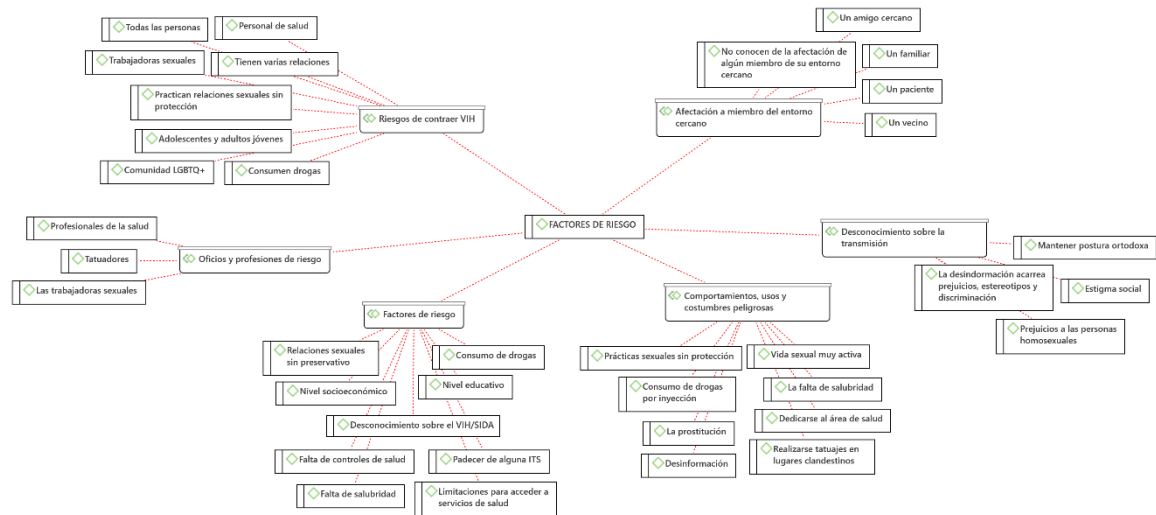 Todas las personas
Personal de salud
Trabajadoras sexuales
Tienen varias relaciones
Practican relaciones sexuales sin
protección
Riesgos de contraer VIH
Adolescentes y adultos jóvenes
Comunidad LGBTQ+
Consumen drogas
Un amigo cercano
No conocen de la afectación de
algún miembro de su entorno
cercano
Un familiar
Un paciente
Afectación a miembro del entorno
cercano
Un vecino
FACTORES DE RIESGO
Profesionales de la salud
Oficios y profesiones de riesgo
Tatuadores
Las trabajadoras sexuales
Desconocimiento sobre la
transmisión
Mantener postura ortodoxa
La desindormación acarrea
prejuicios, estereotipos y
discriminación
Estigma social
Prejuicios a las personas
homosexuales
Factores de riesgo
Relaciones sexuales
sin preservativo
Consumo de drogas
Nivel socioeconómico
Nivel educativo
Desconocimiento sobre el VIH/SIDA
Falta de controles de salud
Padecer de alguna ITS
Falta de salubridad
Limitaciones para acceder a
servicios de salud
Comportamientos, usos y
costumbres peligrosas
Prácticas sexuales sin protección
Vida sexual muy activa
Consumo de drogas
por inyección
La falta de salubridad
La prostitución
Dedicarse al área de salud
Desinformación
Realizarse tatuajes en
lugares clandestinos